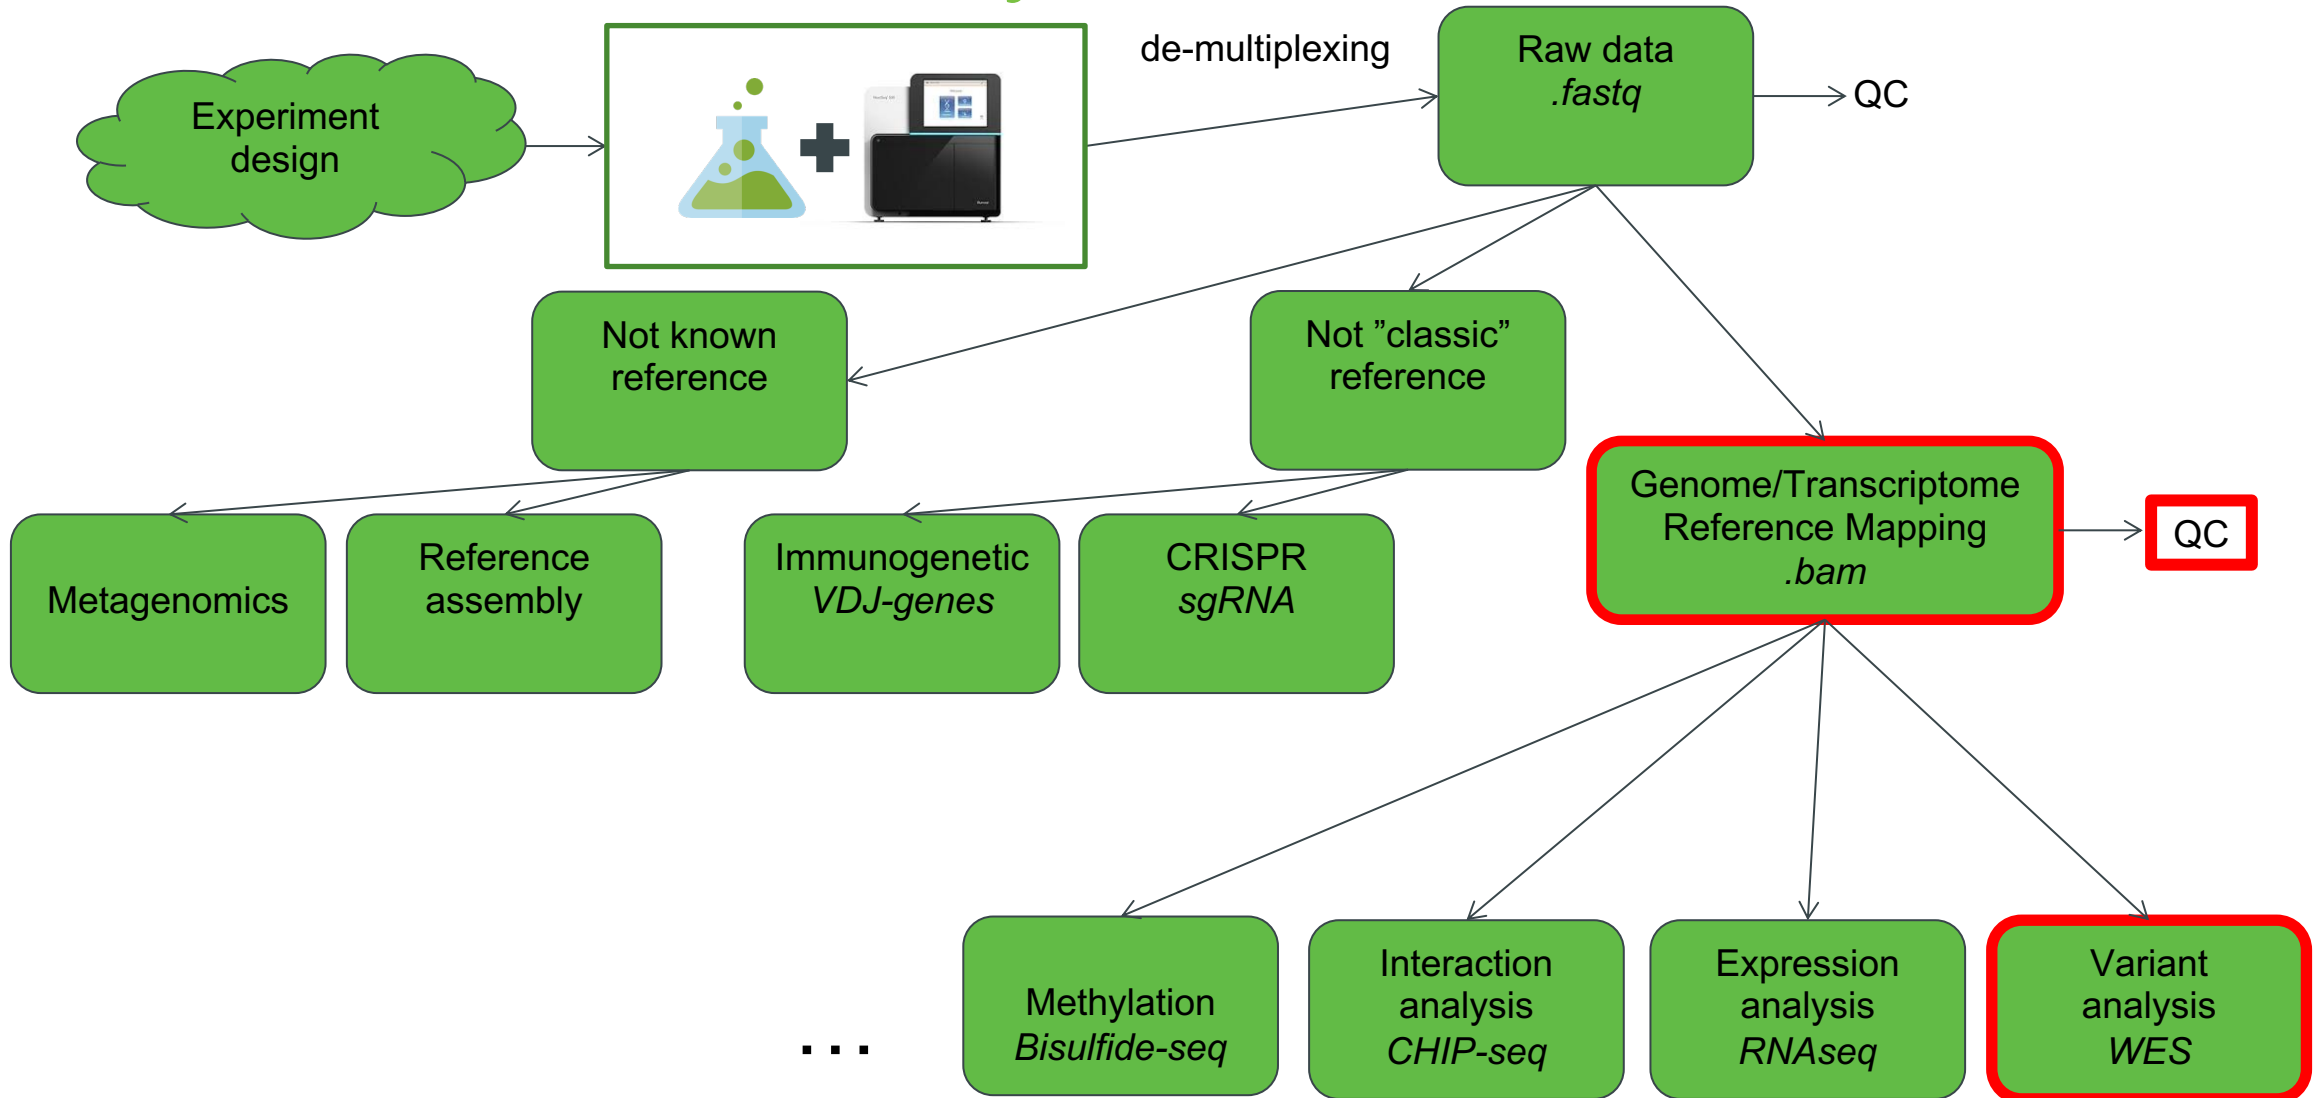 de-multiplexing
Experiment
design
Raw data
.fastq
QC
Not known
reference
Not ”classic”
reference
Genome/Transcriptome
Reference Mapping
.bam
QC
Metagenomics
Reference
assembly
Immunogenetic
VDJ-genes
CRISPR
sgRNA
...
Methylation
Bisulfide-seq
Interaction
analysis
CHIP-seq
Expression
analysis
RNAseq
Variant
analysis
WES